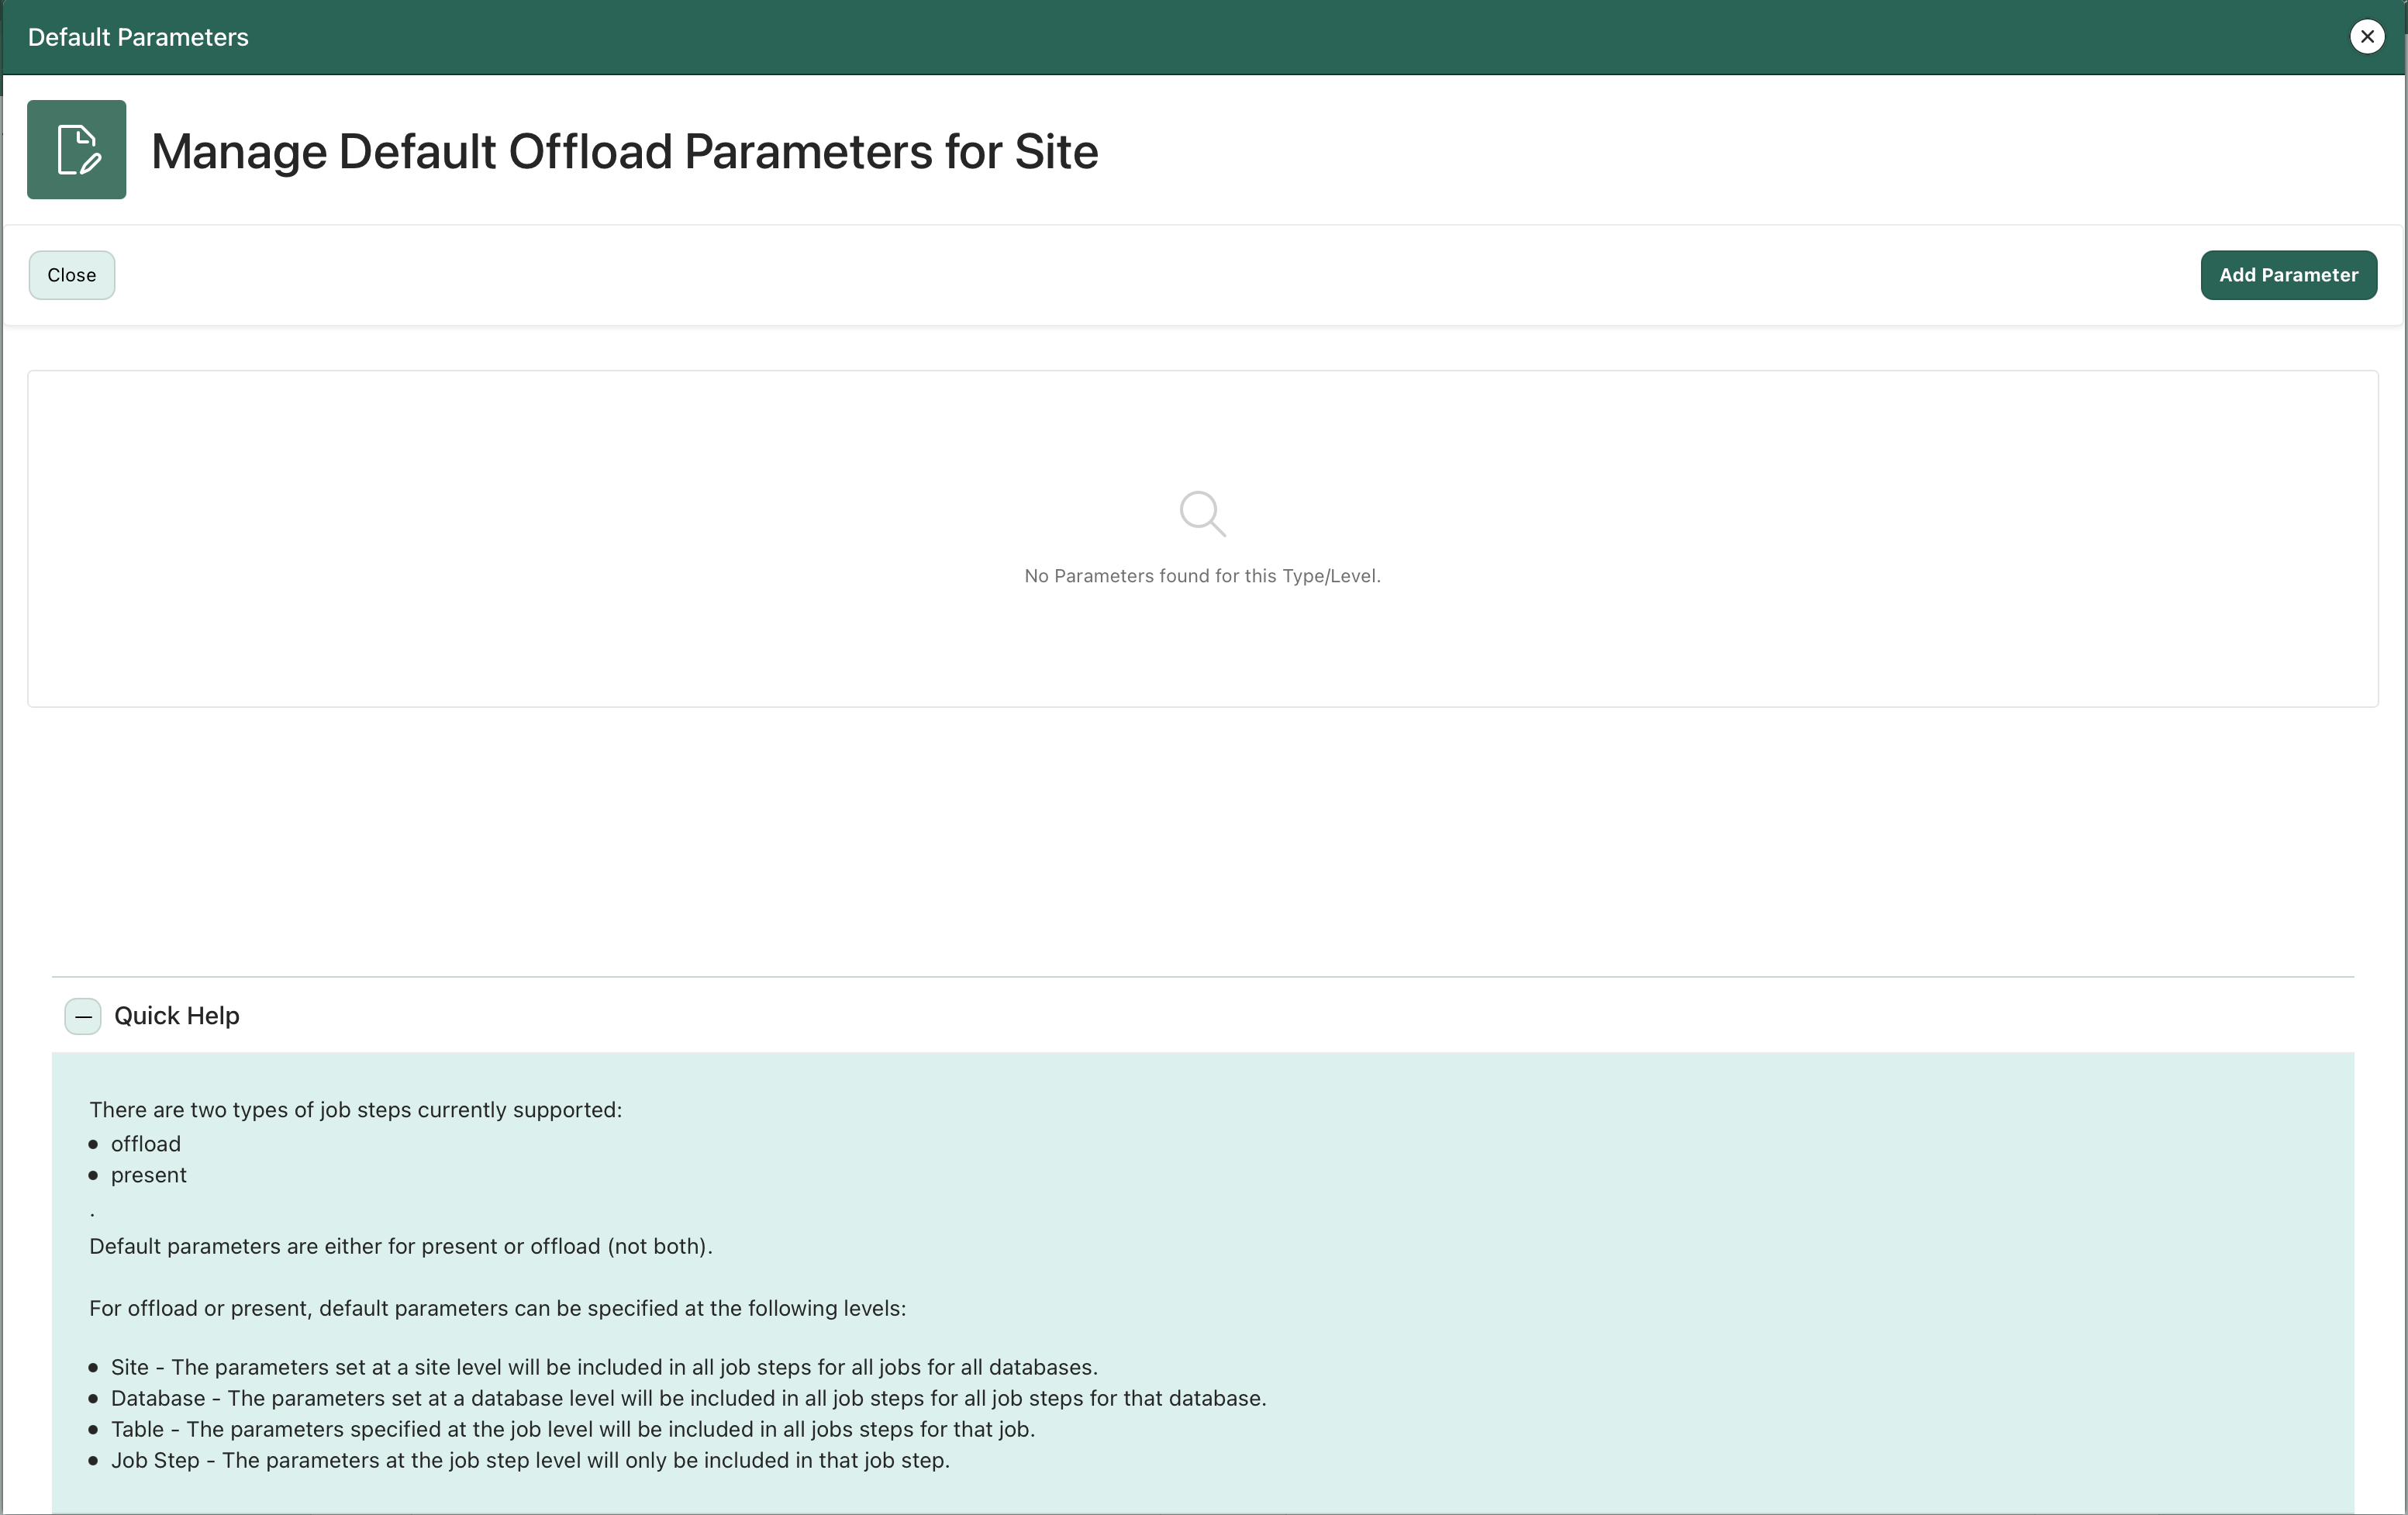 Default Parameters
Manage Default Offload Parameters for Site
Close
Add Parameter
No Parameters found for this Type/Level.
Quick Help
There are two types of job steps currently supported:
• offload
• present
.
Default parameters are either for present or offload (not both).
For offload or present, default parameters can be specified at the following levels:
• Site - The parameters set at a site level will be included in all job steps for all jobs for all databases.
• Database - The parameters set at a database level will be included in all job steps for all job steps for that database.
• Table - The parameters specified at the job level will be included in all jobs steps for that job.
• Job Step - The parameters at the job step level will only be included in that job step.